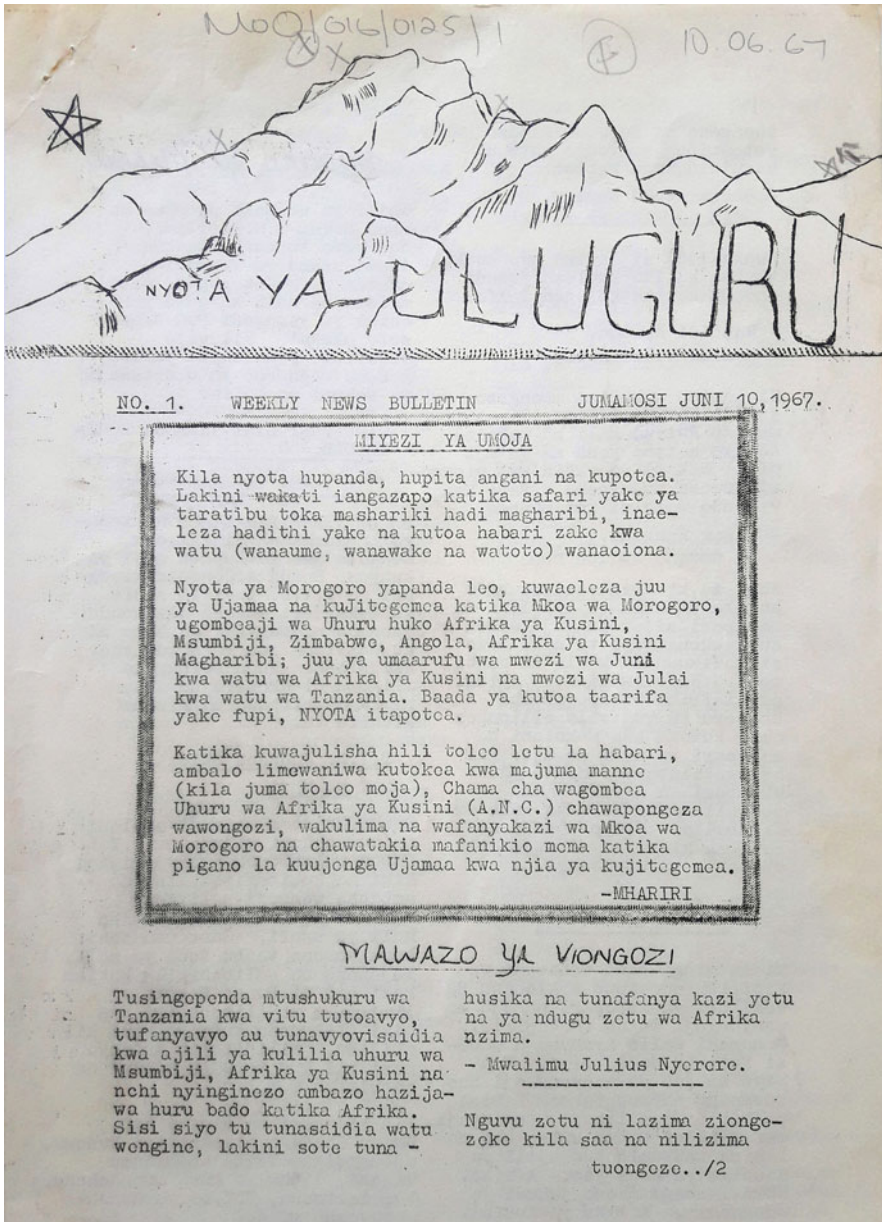 MoQ/016/0125/1
10.06.67
NYOTA YA ULUGURU
NO. 1. WEEKLY NEWS BULLETIN JUMAMOSI JUNI 10,1967.
MIYEZI YA UMOJA
Kila nyota hupanda, hupita angani na kupotea.
Lakini wakati iangazapo katika safari yake ya
taratibu toka mashariki hadi magharibi, inae-
leza hadithi yake na kutoa habari zake kwa
watu (wanaume, wanawake na watoto) wanaoiona.
Nyota ya Morogoro yapanda leo, kuwaeleza juu
ya Ujamaa na kuJitegemea katika Mkoa wa Morogoro,
ugombeaji wa Uhuru huko Afrika ya Kusini,
Msumbiji, Zimbabwe, Angola, Afrika ya Kusini
Magharibi; juu ya umaarufu wa mwezi wa Juni
kwa watu wa Afrika ya Kusini na mwezi wa Julai
kwa watu wa Tanzania. Baada ya kutoa taarifa
yake fupi, NYOTA itapotea.
Katika kuwajulisha hili toleo letu la habari,
ambalo limewaniwa kutokea kwa majuma manne
(kila juma toleo moja), Chama cha wagombea
Uhuru wa Afrika ya Kusini (A.N.C.) chawapongeza
wawongozi, wakulima na wafanyakazi wa Mkoa wa
Morogoro na chawatakia mafanikio mema katika
pigano la kuujenga Ujamaa kwa njia ya kujitegemea.
-MHARIRI
MAWAZO YA VIONGOZI
Tusingependa mtushukuru wa
Tanzania kwa vitu tutoavyo,
tufanyavyo au tunavyovisaidia
kwa ajili ya kulilia uhuru wa
Msumbiji, Afrika ya Kusini na
nchi nyinginezo ambazo hazija-
wa huru bado katika Afrika.
Sisi siyo tu tunasaidia watu
wengine, lakini sote tuna -
husika na tunafanya kazi yetu
na ya ndugu zetu wa Afrika
nzima.
- Mwalimu Julius Nyerere.
Nguvu zetu ni lazima zionge-
zeke kila saa na nilizima
tuongeze../2